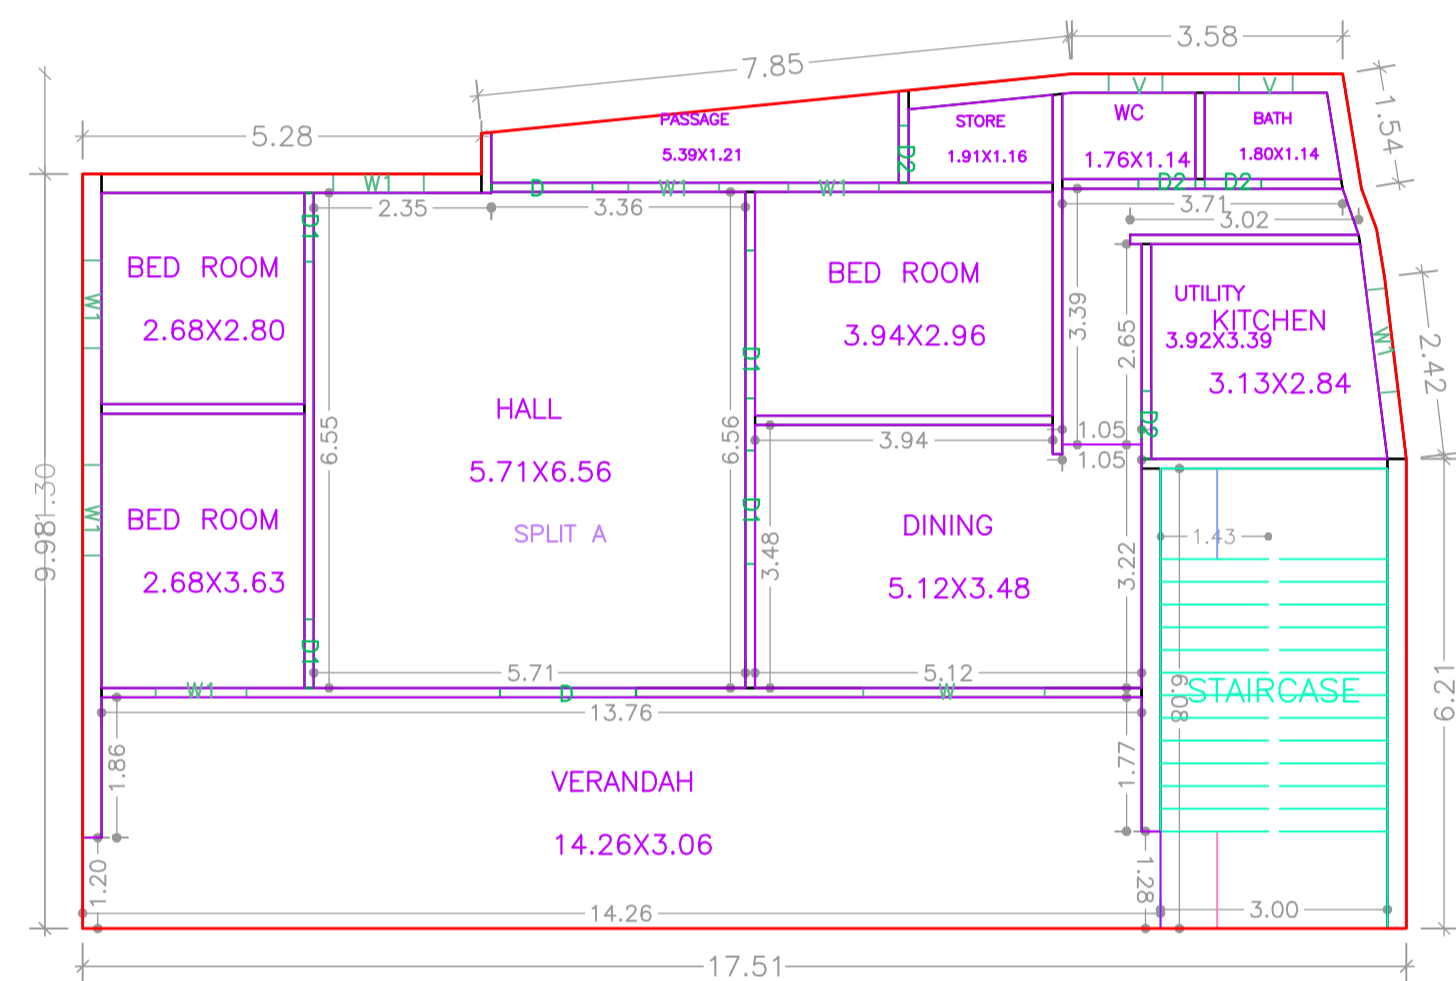 3.58
7.85
1.54
5.28
V
V
PASSAGE
5.39X1.21
D2
STORE
1.91X1.16
WC
1.76X1.14
BATH
1.80X1.14
W1
D
W1
W1
D2
D2
2.35
3.36
3.71
3.02
D1
BED ROOM
2.68X2.80
W1
BED ROOM
3.94X2.96
D1
3.39
2.65
UTILITY
KITCHEN
3.92X3.39
3.13X2.84
W1
2.42
HALL
5.71X6.56
SPLIT A
6.55
6.56
3.94
1.05
1.05
D2
9.98
1.30
BED ROOM
2.68X3.63
W1
D1
3.48
DINING
5.12X3.48
3.22
1.43
D1
5.71
5.12
W1
D
W
13.76
STAIRCASE
6.08
6.21
1.86
VERANDAH
14.26X3.06
1.77
1.20
1.28
14.26
3.00
17.51